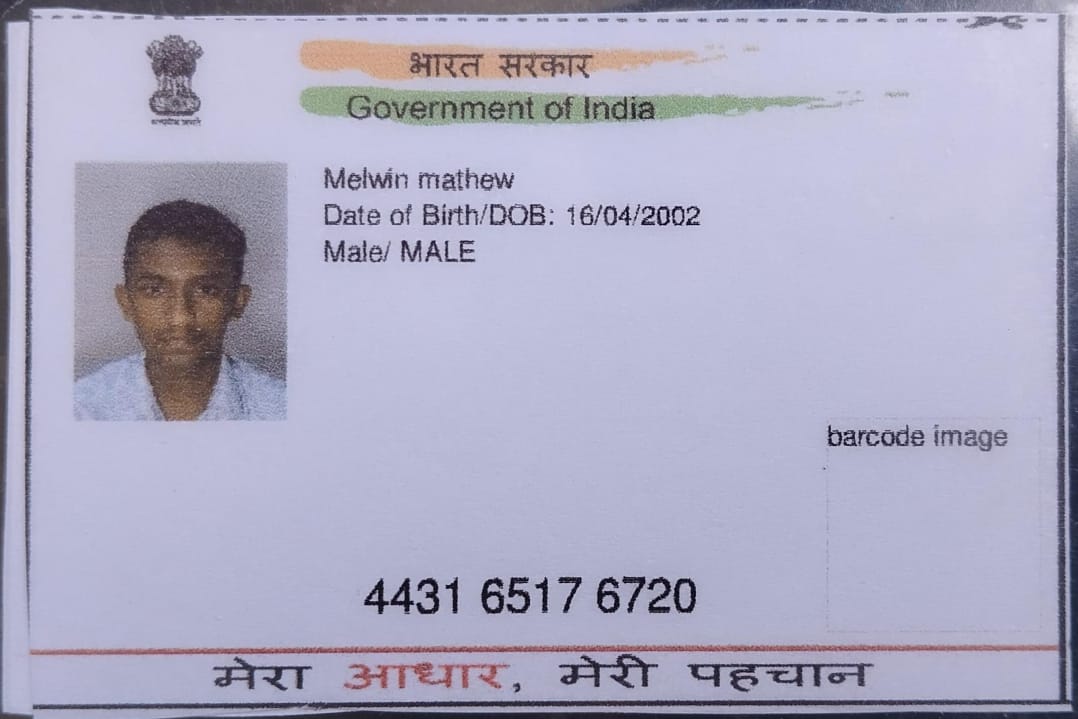 भारत सरकार
Government of India
Melwin mathew
Date of Birth/DOB: 16/04/2002
Male/ MALE
barcode image
4431 6517 6720
मेरा आधार, मेरी पहचान